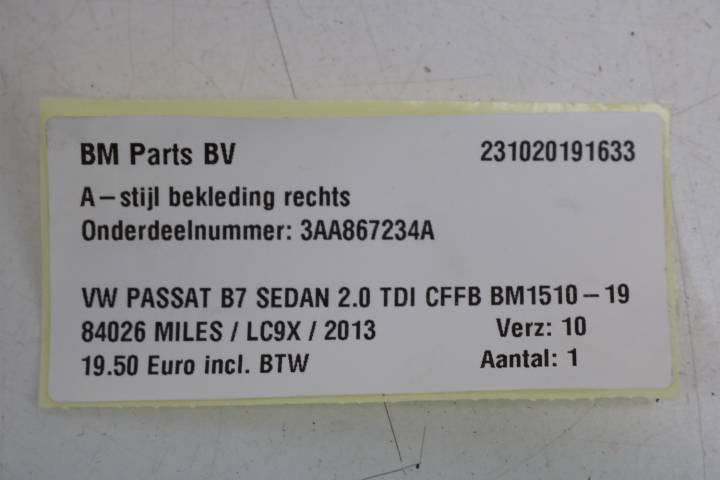 BM Parts BV 231020191633
A-stijl bekleding rechts
Onderdeelnummer: 3AA867234A
VW PASSAT B7 SEDAN 2.0 TDI CFFB BM1510-19
84026 MILES / LC9X / 2013 Verz: 10
19.50 Euro incl. BTW Aantal: 1